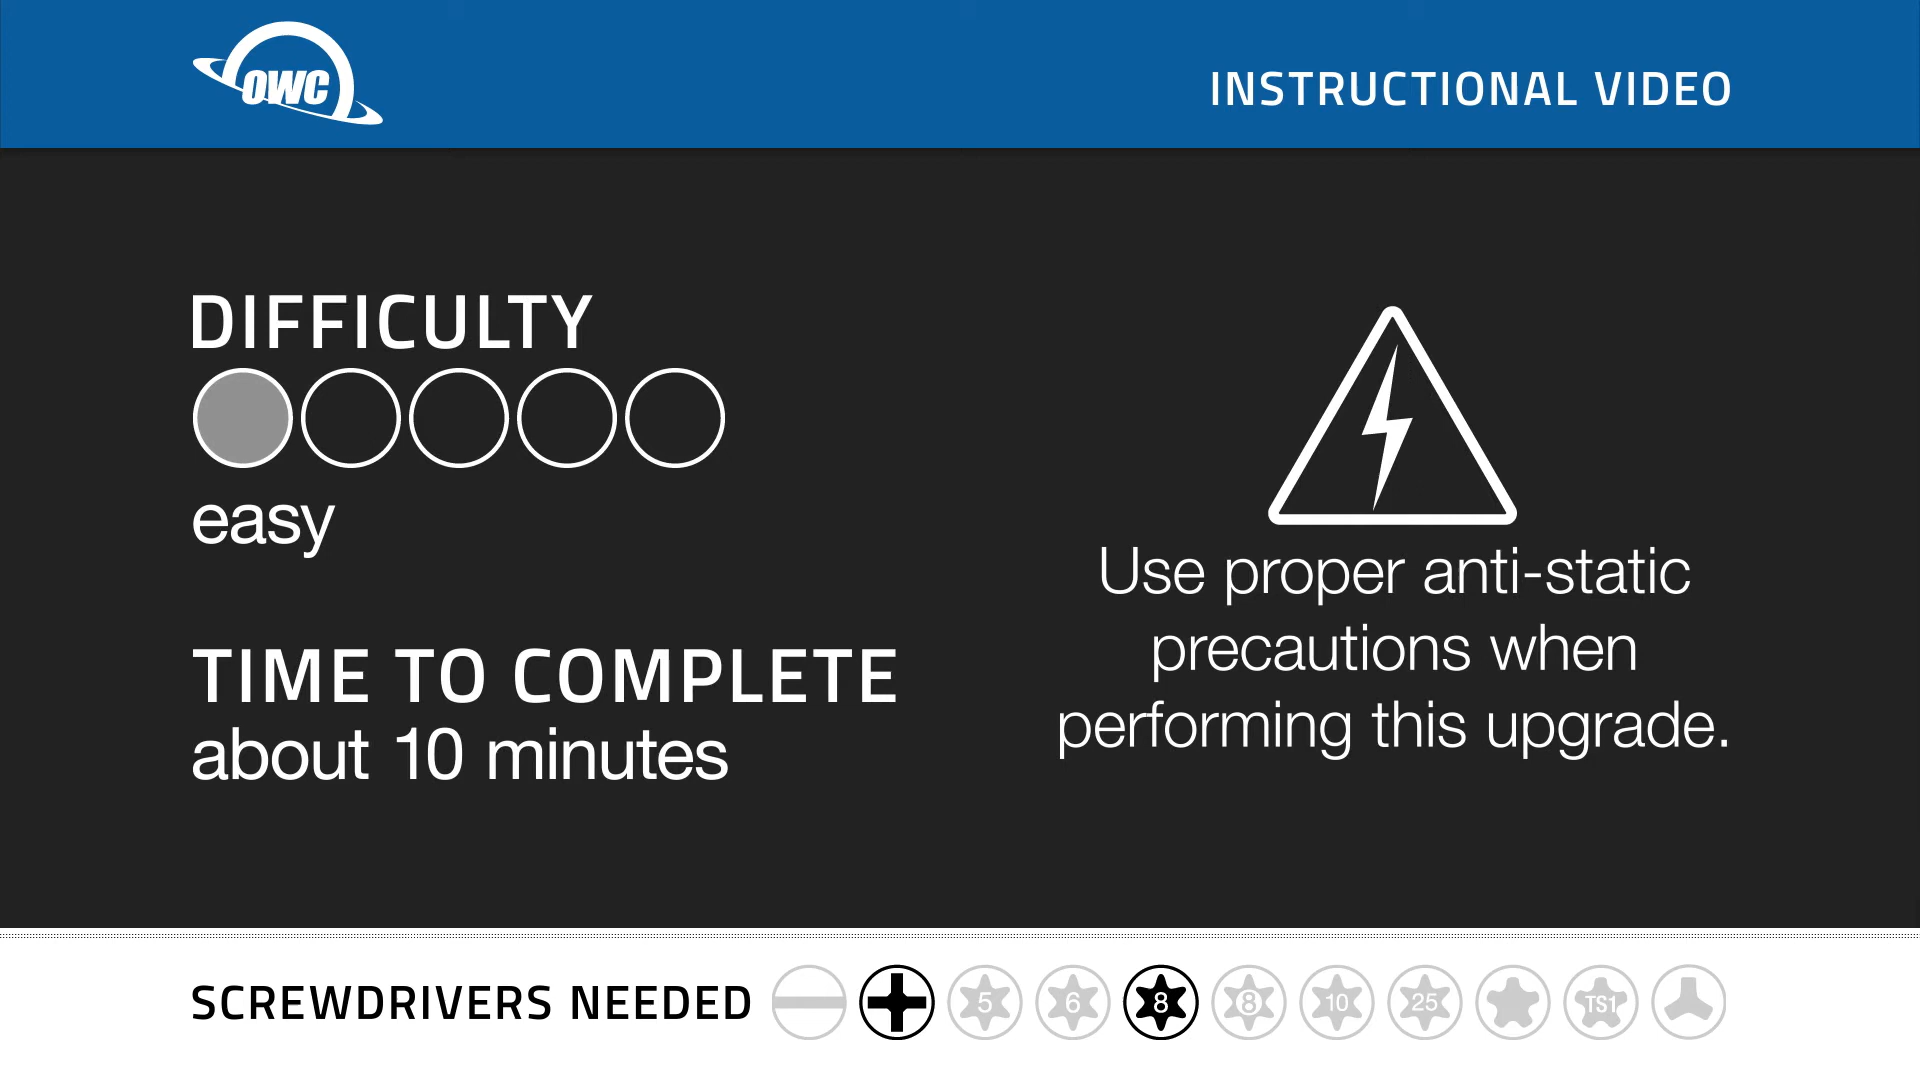 OWC
INSTRUCTIONAL VIDEO
DIFFICULTY
easy
TIME TO COMPLETE
about 10 minutes
Use proper anti-static
precautions when
performing this upgrade.
SCREWDRIVERS NEEDED 5 6 8 8 10 25 TS1